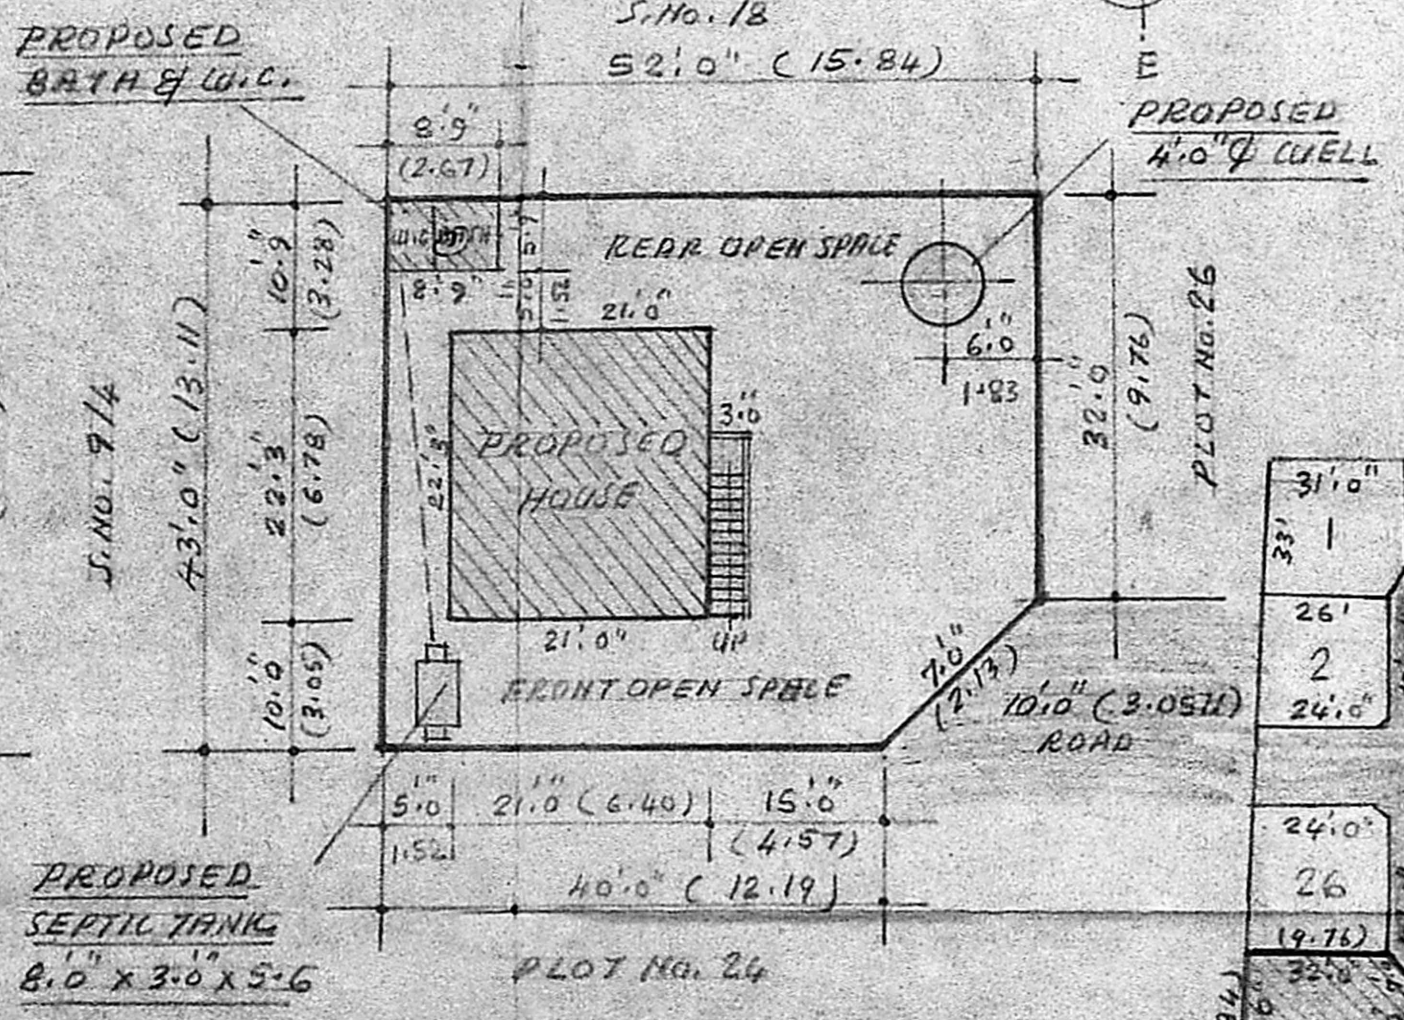 S.No. 18
52'.0" (15.84)
E
PROPOSED
BATH & W.C.
PROPOSED
4'.0" ⌀ WELL
8'.9"
(2.67)
W.C BATH
8'.9"
5'.9
5'.0"
REAR OPEN SPACE
21'.0"
6'.0"
1.83
10'.9"
(3.28)
43'.0" (13.11)
22'.3"
(6.78)
10'.0"
(3.05)
S.NO. 9/4
22'.3"
PROPOSED
HOUSE
3'.0"
UP
21'.0"
32'.0"
(9.76)
PLOT No. 26
FRONT OPEN SPACE
7'.0"
(2.13)
10'.0"
ROAD
5'.0"
1.52
21'.0" (6.40)
15'.0"
(4.57)
40'.0" (12.19)
PROPOSED
SEPTIC TANK
8'.0" x 3'.0" x 5.6
PLOT No. 24
31'.0"
33'
1
26'
2
24'.0"
24'.0"
26
(9.76)
32'.0"